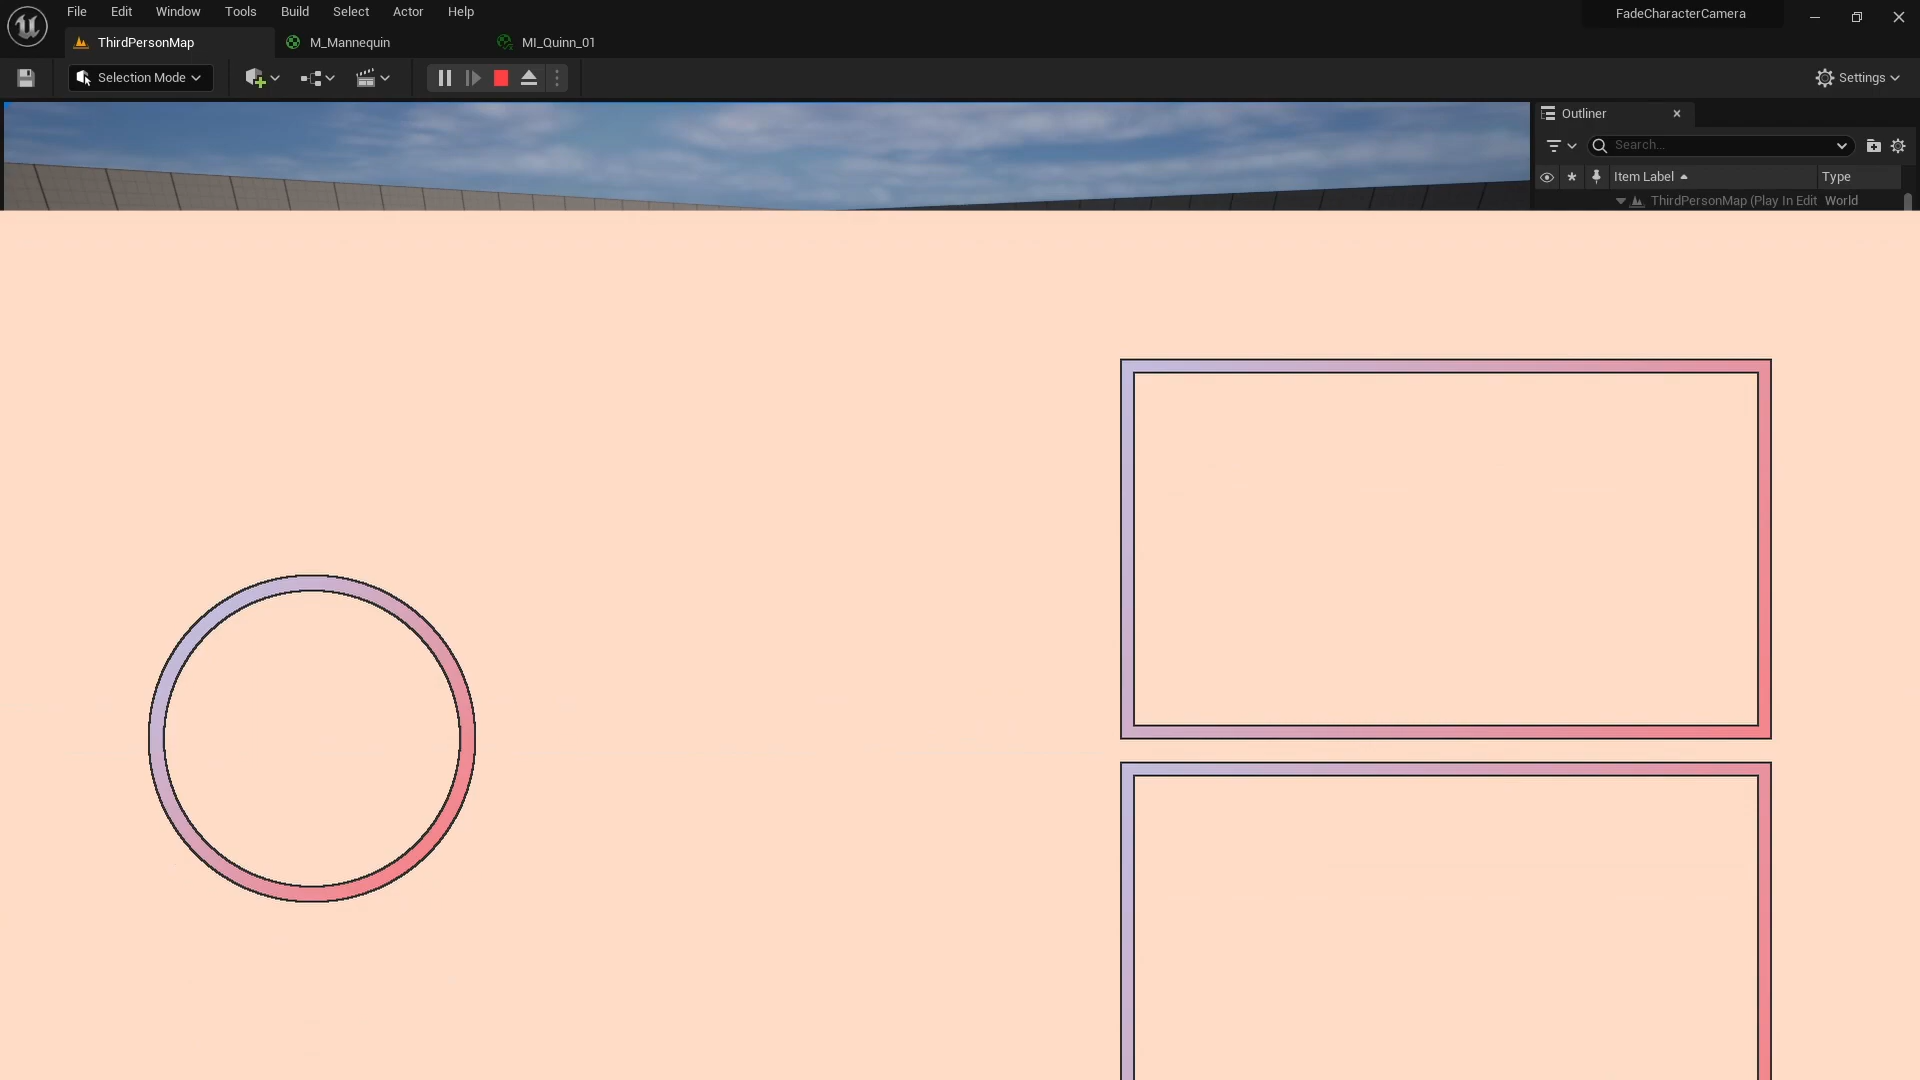 File Edit Window Tools Build Select Actor Help
FadeCharacterCamera
ThirdPersonMap
M_Mannequin
MI_Quinn_01
Selection Mode
Settings
Outliner
Search...
Item Label
Type
ThirdPersonMap (Play In Edit
World